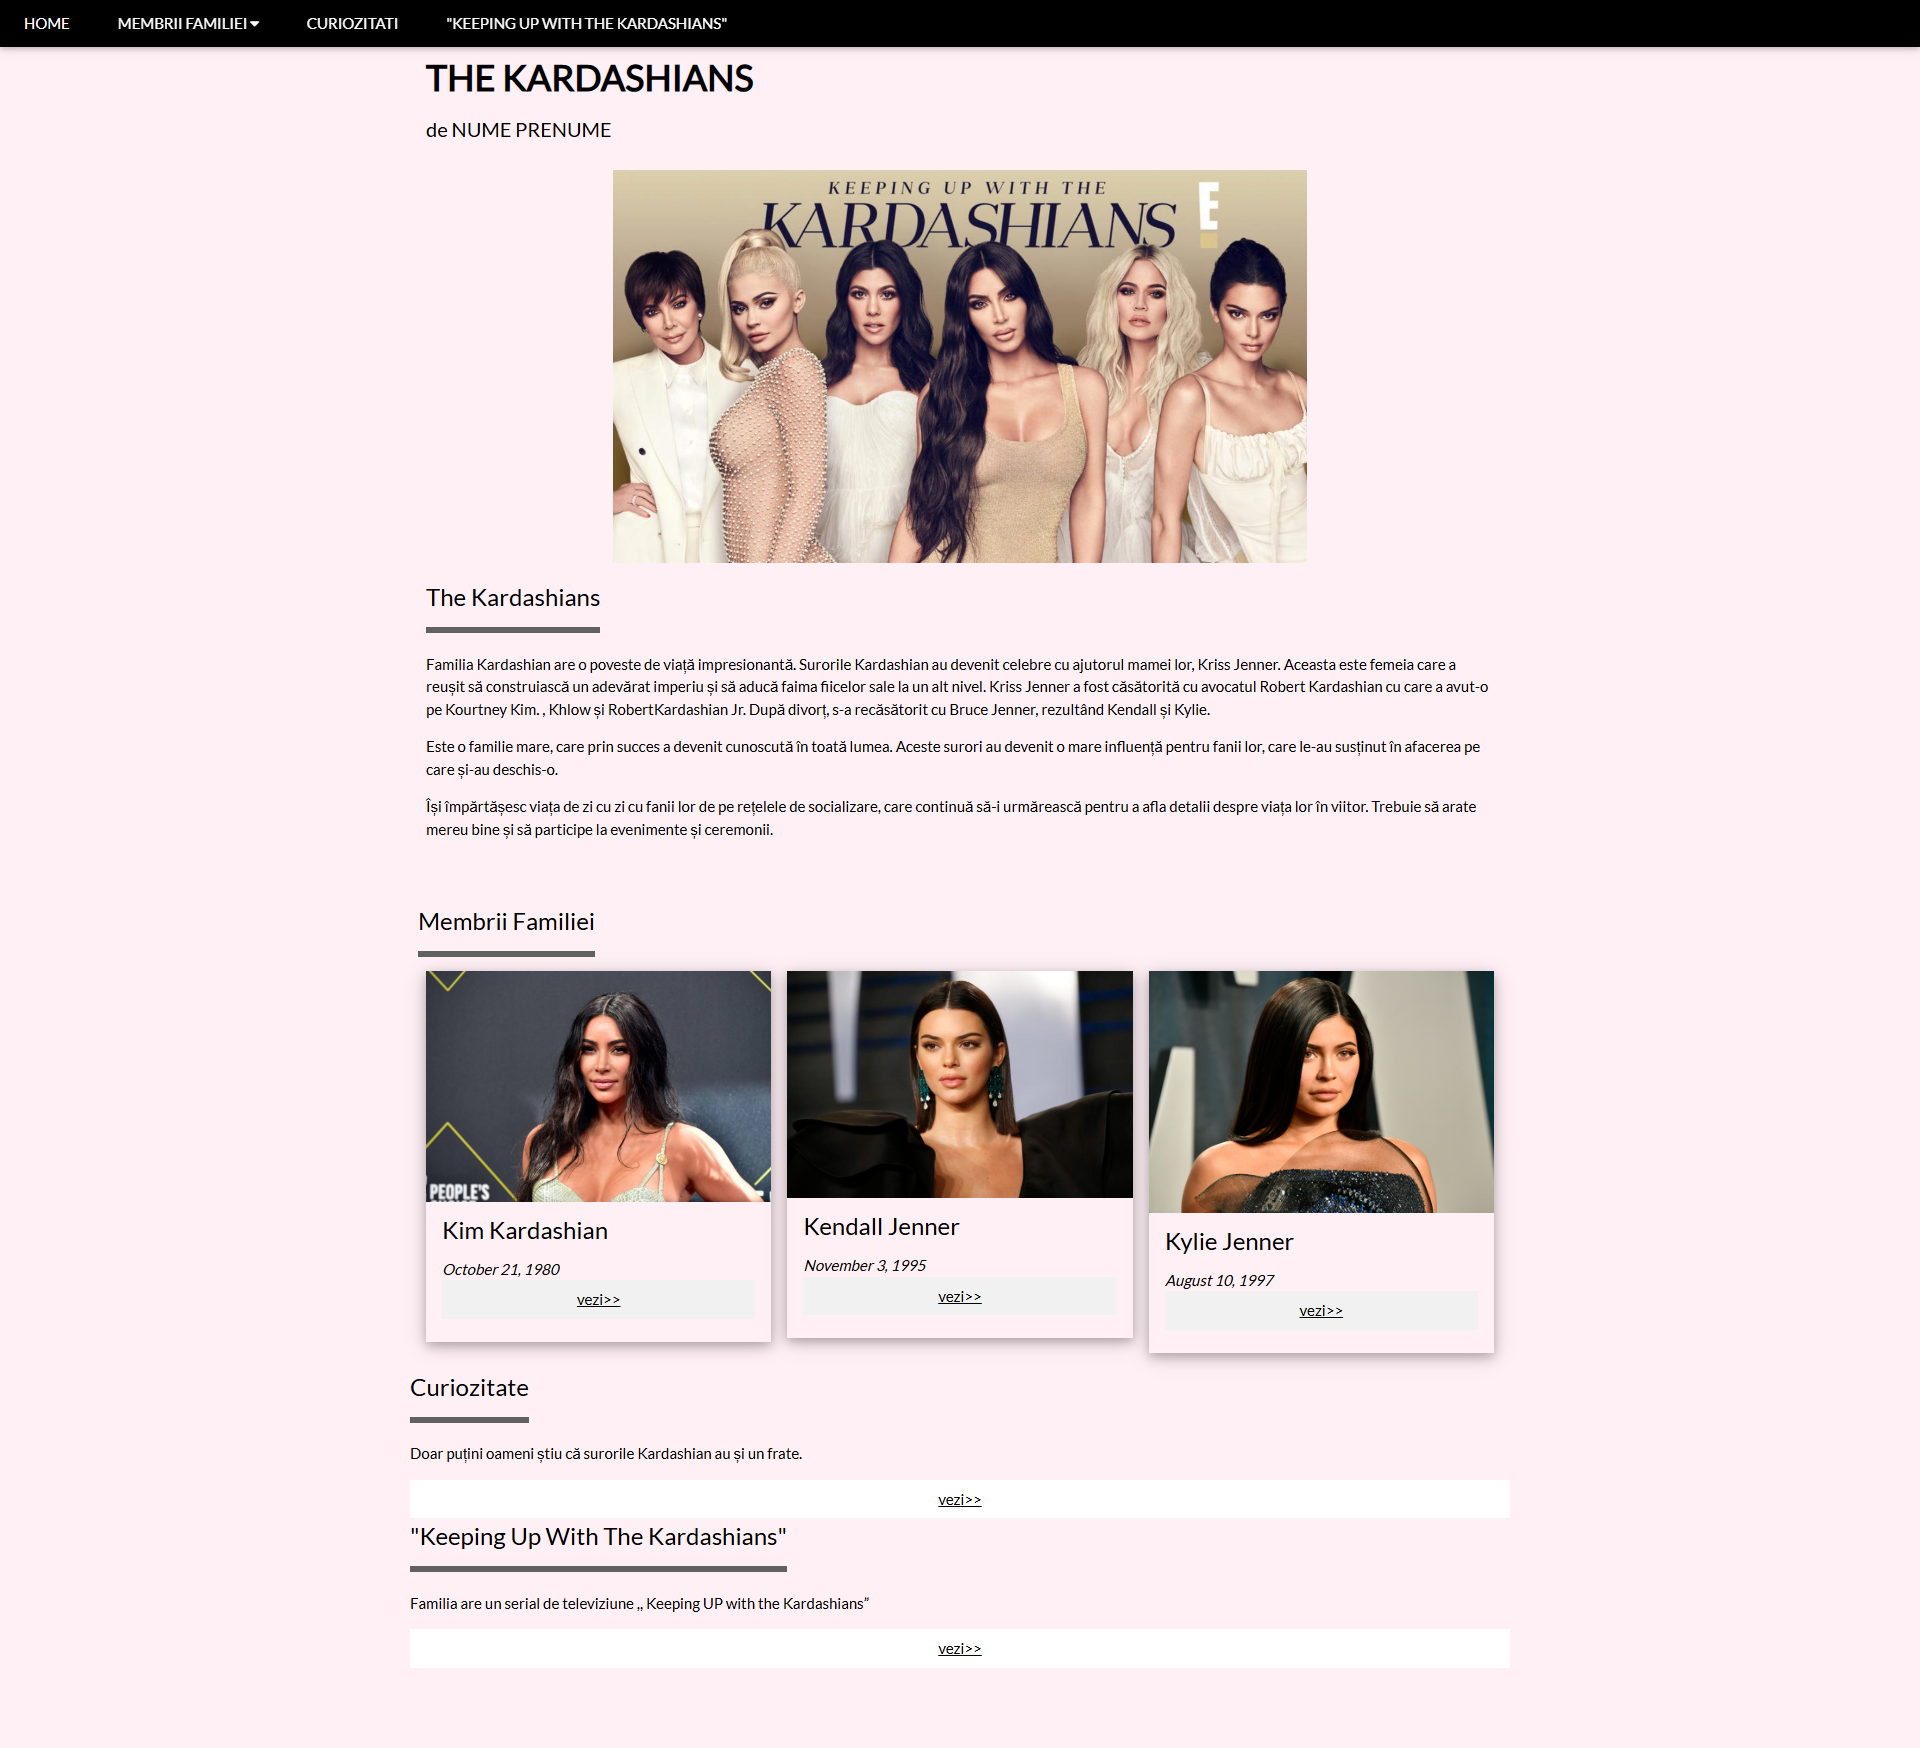 HOME
MEMBRII FAMILIEI
CURIOZITATI
"KEEPING UP WITH THE KARDASHIANS"
THE KARDASHIANS
de NUME PRENUME
KEEPING UP WITH THE
KARDASHIANS
E
The Kardashians
Familia Kardashian are o poveste de viață impresionantă. Surorile Kardashian au devenit celebre cu ajutorul mamei lor, Kriss Jenner. Aceasta este femeia care a
reușit să construiască un adevărat imperiu și să aducă faima fiicelor sale la un alt nivel. Kriss Jenner a fost căsătorită cu avocatul Robert Kardashian cu care a avut-o
pe Kourtney Kim. , Khlow și RobertKardashian Jr. După divorț, s-a recăsătorit cu Bruce Jenner, rezultând Kendall și Kylie.
Este o familie mare, care prin succes a devenit cunoscută în toată lumea. Aceste surori au devenit o mare influență pentru fanii lor, care le-au susținut în afacerea pe
care și-au deschis-o.
Își împărtășesc viața de zi cu zi cu fanii lor de pe rețelele de socializare, care continuă să-i urmărească pentru a afla detalii despre viața lor în viitor. Trebuie să arate
mereu bine și să participe la evenimente și ceremonii.
Membrii Familiei
PEOPLE'S
Kim Kardashian
October 21, 1980
vezi>>
Kendall Jenner
November 3, 1995
vezi>>
Kylie Jenner
August 10, 1997
vezi>>
Curiozitate
Doar puțini oameni știu că surorile Kardashian au și un frate.
vezi>>
"Keeping Up With The Kardashians"
Familia are un serial de televiziune ,, Keeping UP with the Kardashians”
vezi>>